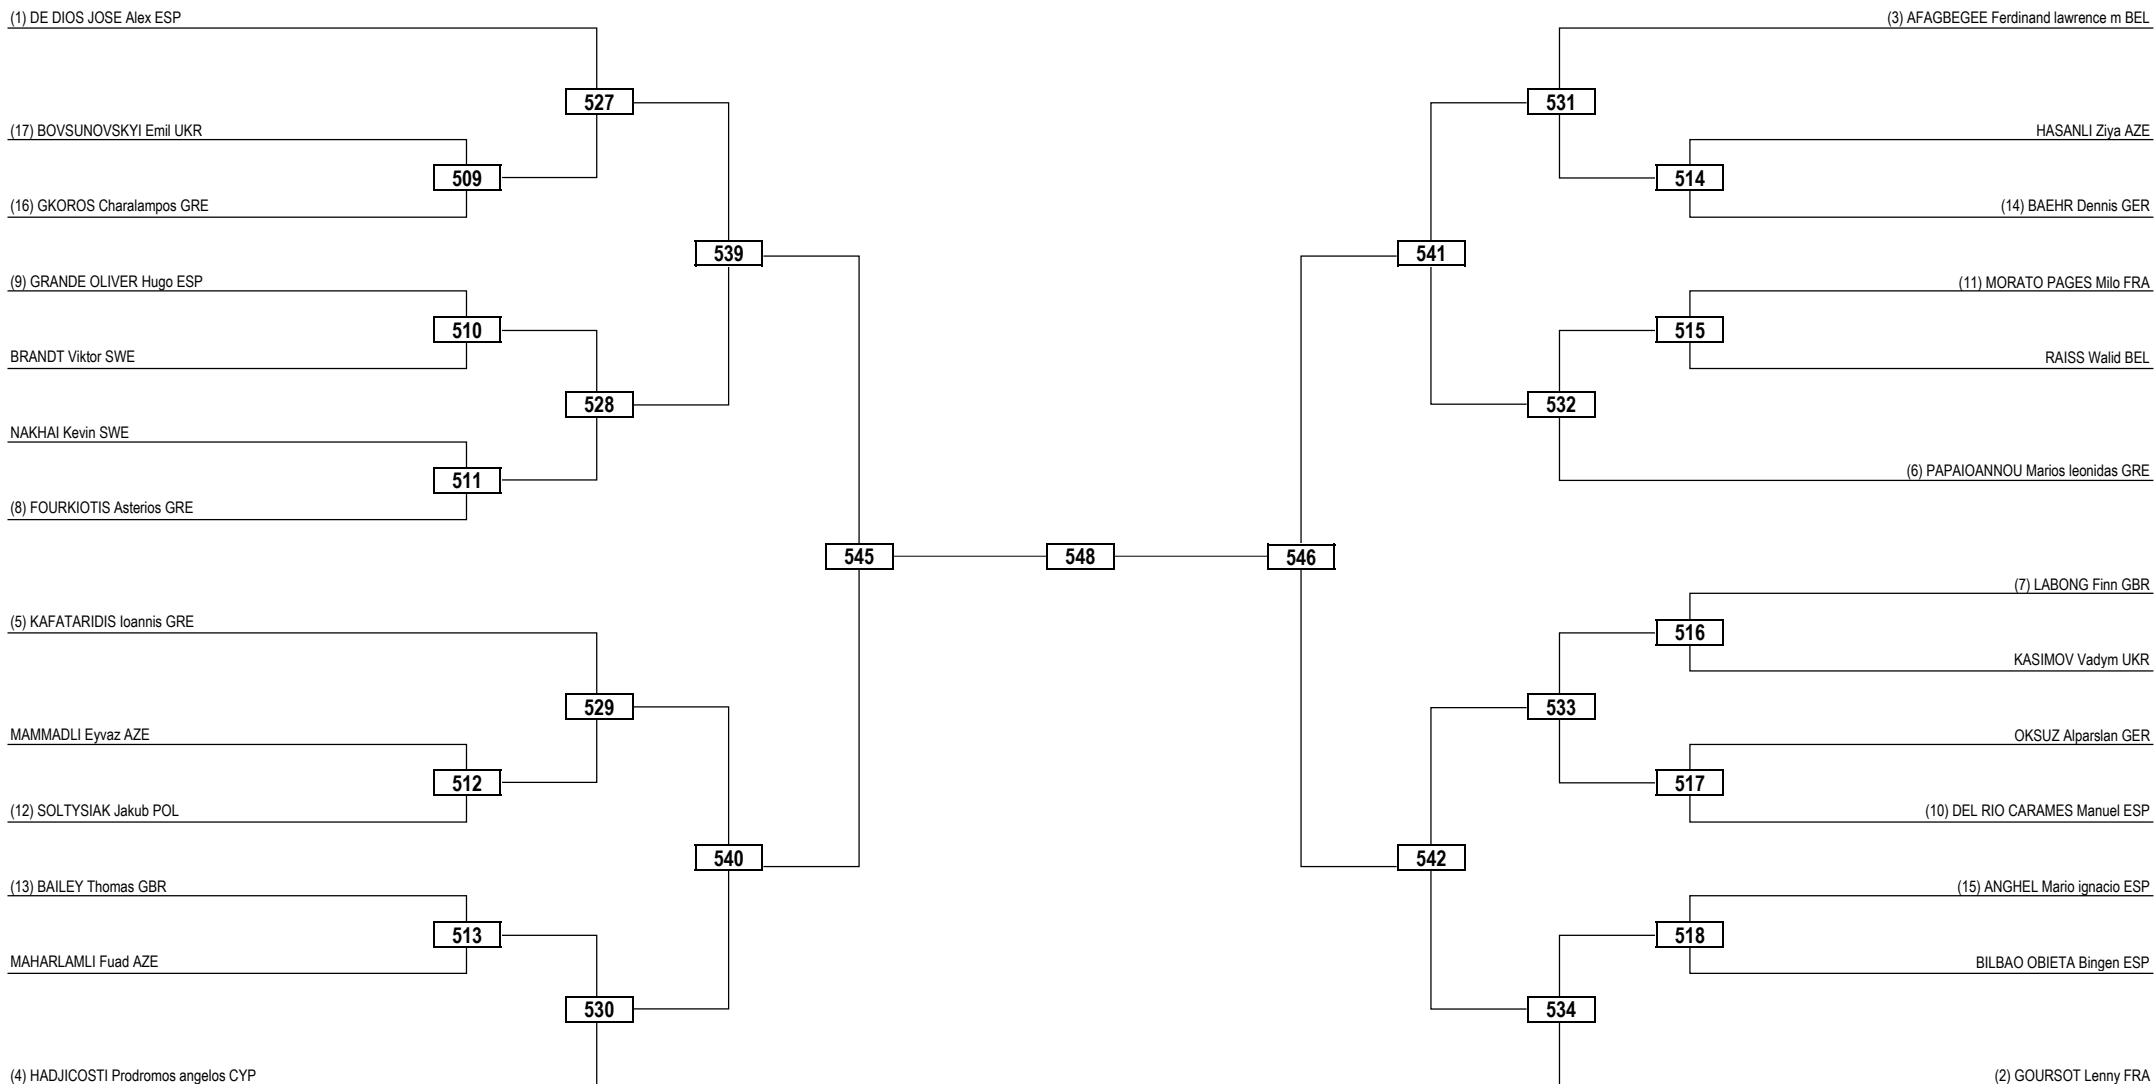 (1) DE DIOS JOSE Alex ESP
(3) AFAGBEGEE Ferdinand lawrence m BEL
527
531
(17) BOVSUNOVSKYI Emil UKR
HASANLI Ziya AZE
509
514
(16) GKOROS Charalampos GRE
(14) BAEHR Dennis GER
539
541
(9) GRANDE OLIVER Hugo ESP
(11) MORATO PAGES Milo FRA
510
515
BRANDT Viktor SWE
RAISS Walid BEL
528
532
NAKHAI Kevin SWE
(6) PAPAIOANNOU Marios leonidas GRE
511
(8) FOURKIOTIS Asterios GRE
545
548
546
(7) LABONG Finn GBR
(5) KAFATARIDIS Ioannis GRE
516
KASIMOV Vadym UKR
529
533
MAMMADLI Eyvaz AZE
OKSUZ Alparslan GER
512
517
(12) SOLTYSIAK Jakub POL
(10) DEL RIO CARAMES Manuel ESP
540
542
(13) BAILEY Thomas GBR
(15) ANGHEL Mario ignacio ESP
513
518
MAHARLAMLI Fuad AZE
BILBAO OBIETA Bingen ESP
530
534
(4) HADJICOSTI Prodromos angelos CYP
(2) GOURSOT Lenny FRA